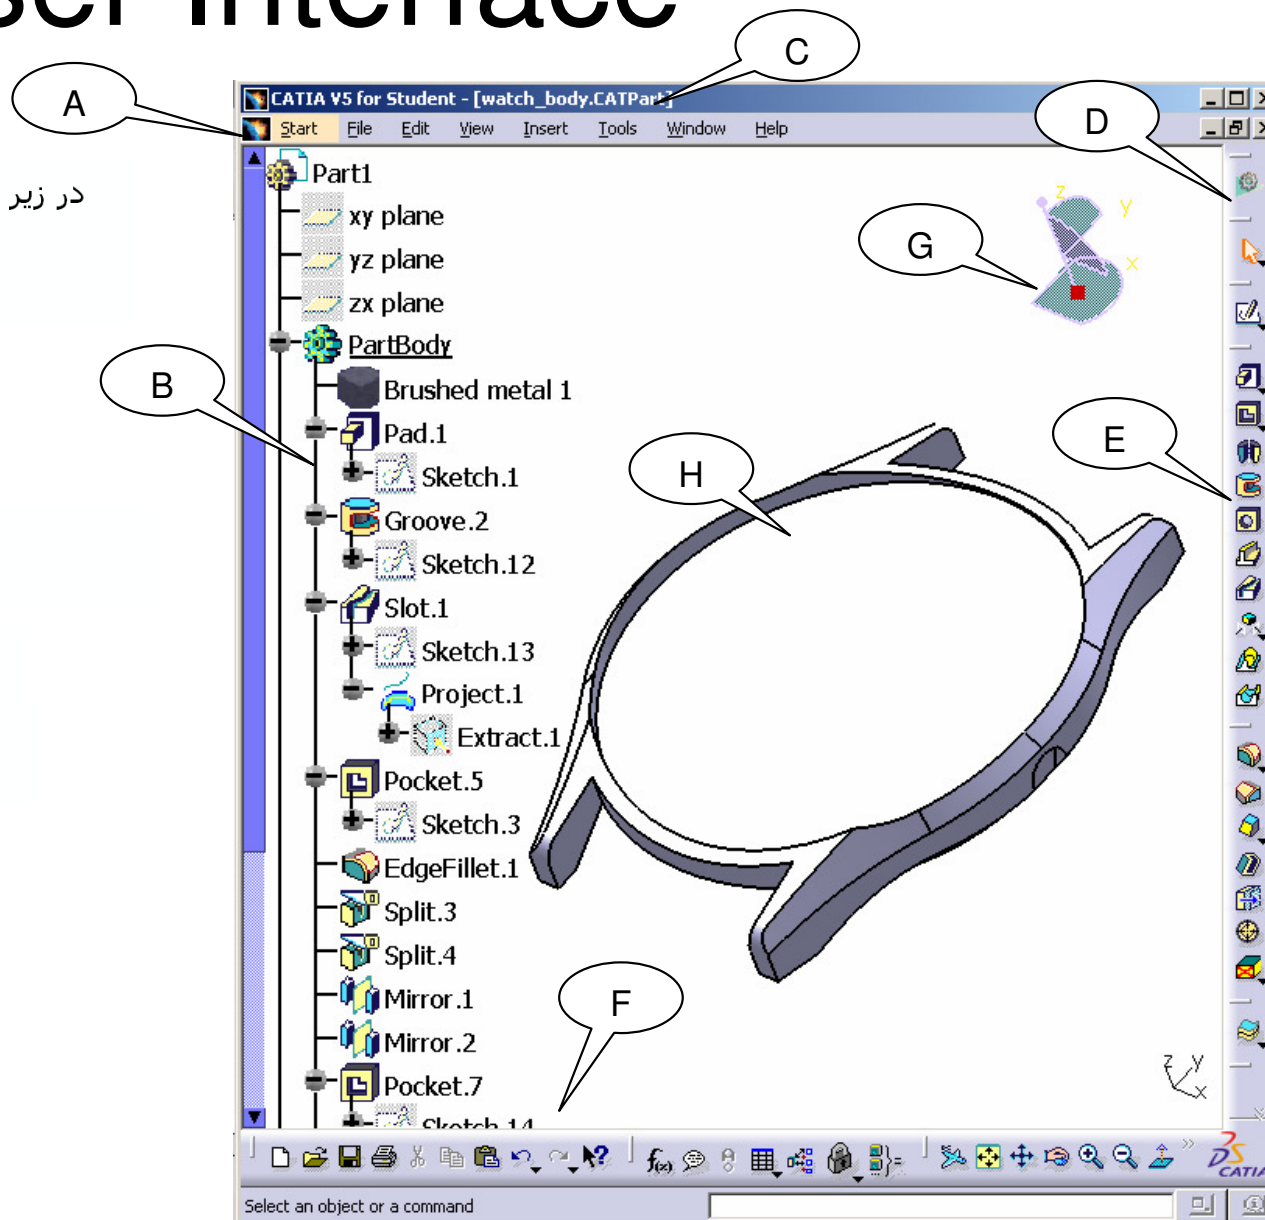 ser Interface
C
A
CATIA V5 for Student - [watch_body.CATPart]
D
Start File Edit View Insert Tools Window Help
Part1
در زیر
z
y
xy plane
G
yz plane
x
zx plane
PartBody
B
Brushed metal 1
Pad.1
E
H
Sketch.1
Groove.2
Sketch.12
Slot.1
Sketch.13
Project.1
Extract.1
Pocket.5
Sketch.3
EdgeFillet.1
Split.3
Split.4
F
Mirror.1
Mirror.2
z y
Pocket.7
x
Sketch.14
f(x)
CATIA
Select an object or a command